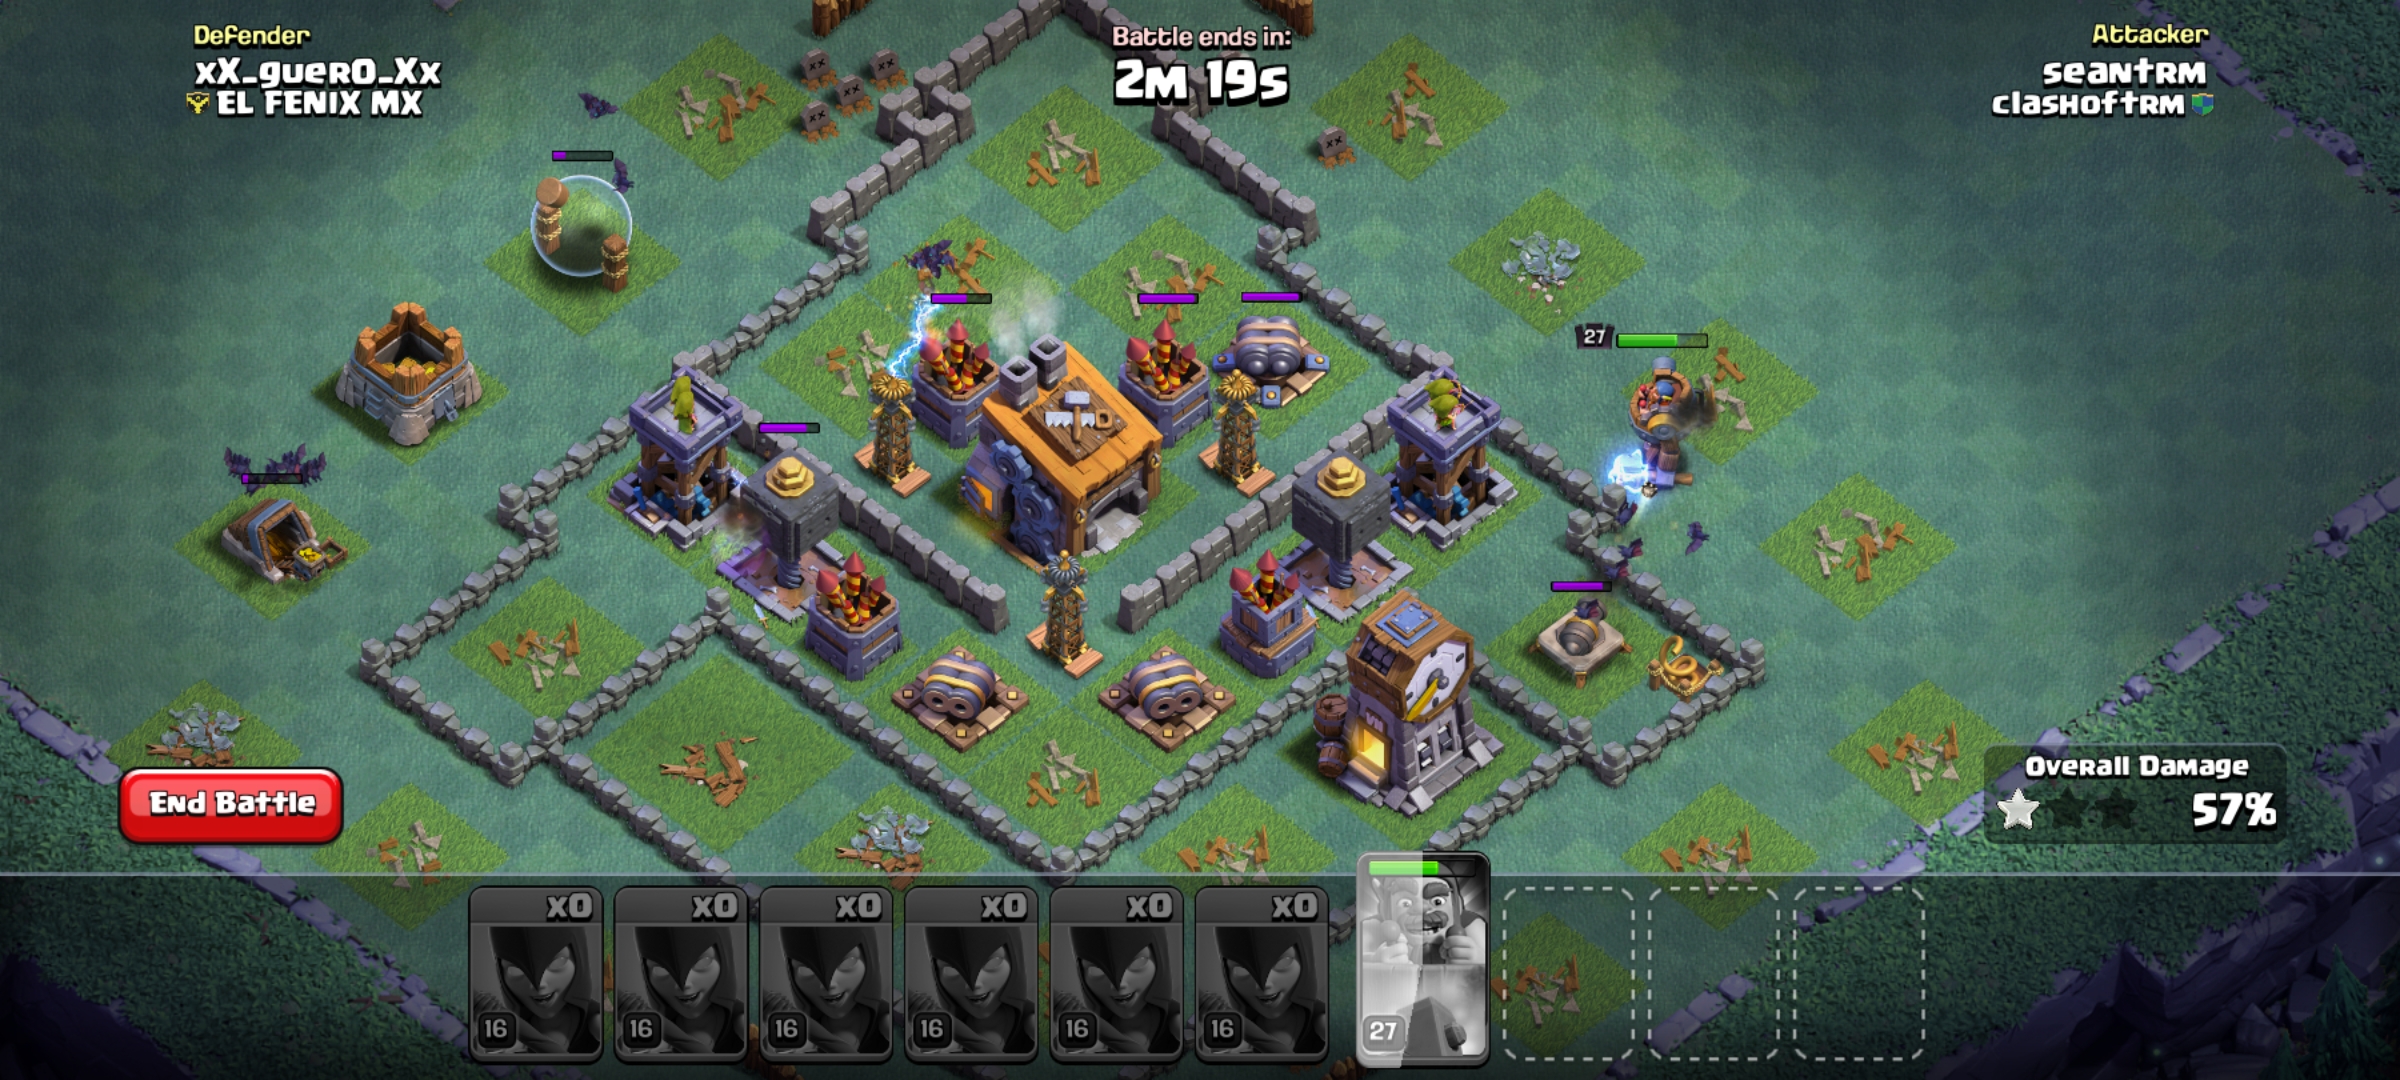 Defender
xX_guer0_Xx
EL FENIX MX
Battle ends in:
2M 19s
Attacker
seantrm
clashoftrm
27
End Battle
Overall Damage
57%
x0
x0
x0
x0
x0
x0
16
16
16
16
16
16
27